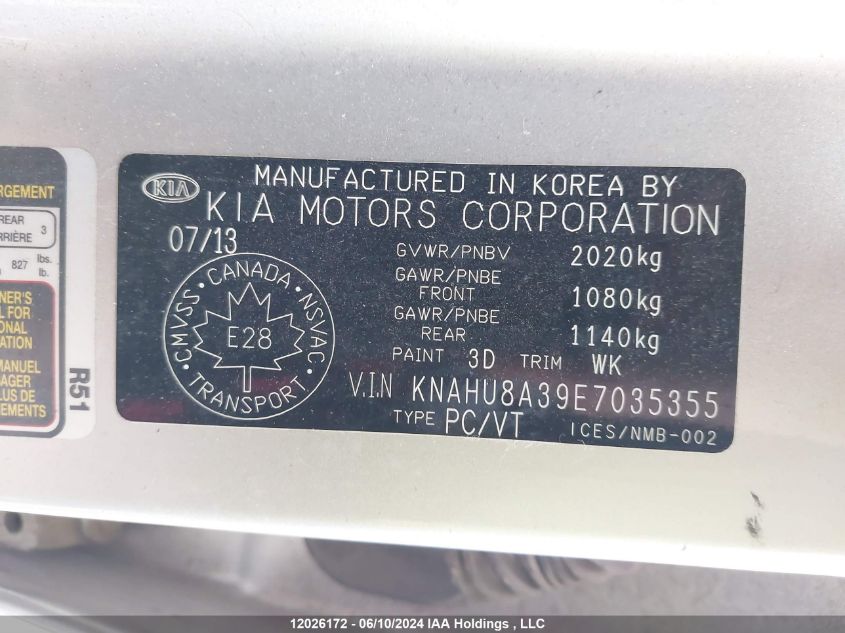 KIA
MANUFACTURED IN KOREA BY
KIA MOTORS CORPORATION
07/13
GVWR/PNBV 2020kg
GAWR/PNBE
FRONT 1080kg
GAWR/PNBE
REAR 1140kg
PAINT 3D TRIM WK
V.I.N KNAHU8A39E7035355
TYPE PC/VT
ICES/NMB-002
CANADA
CMVSS NSVAC
E28
TRANSPORT
REAR
3
827 lbs.
lb.
L FOR
MANUEL
R51
12026172 - 06/10/2024 IAA Holdings , LLC